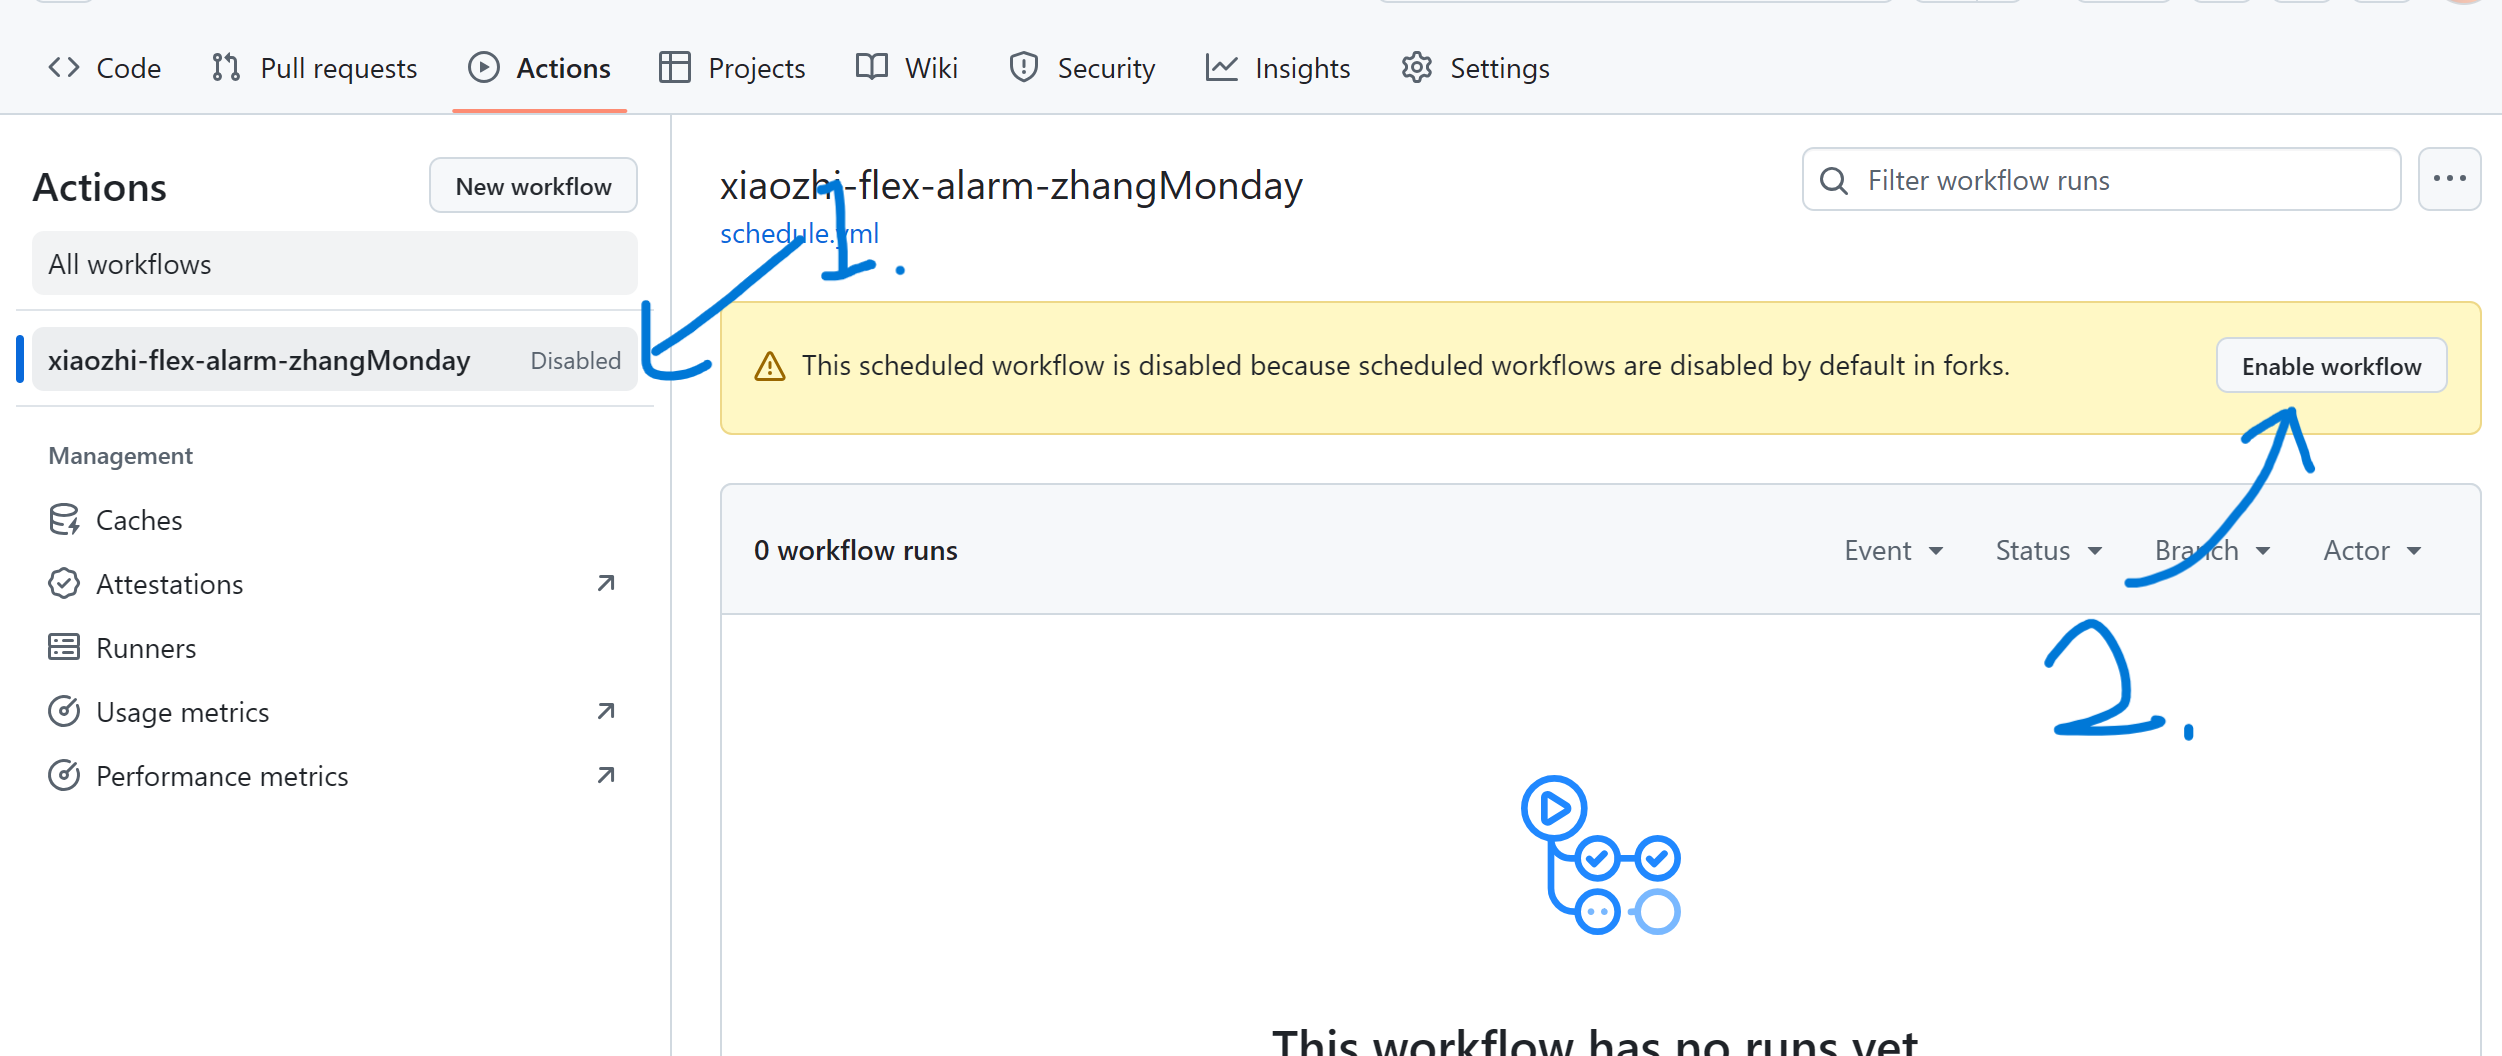 Code Pull requests Actions Projects Wiki Security Insights Settings
Actions
New workflow
All workflows
xiaozhi-flex-alarm-zhangMonday Disabled
Management
Caches
Attestations
Runners
Usage metrics
Performance metrics
xiaozhi-flex-alarm-zhangMonday
schedule.yml
Filter workflow runs
1.
This scheduled workflow is disabled because scheduled workflows are disabled by default in forks.
Enable workflow
0 workflow runs
Event Status Branch Actor
2.
This workflow has no runs yet